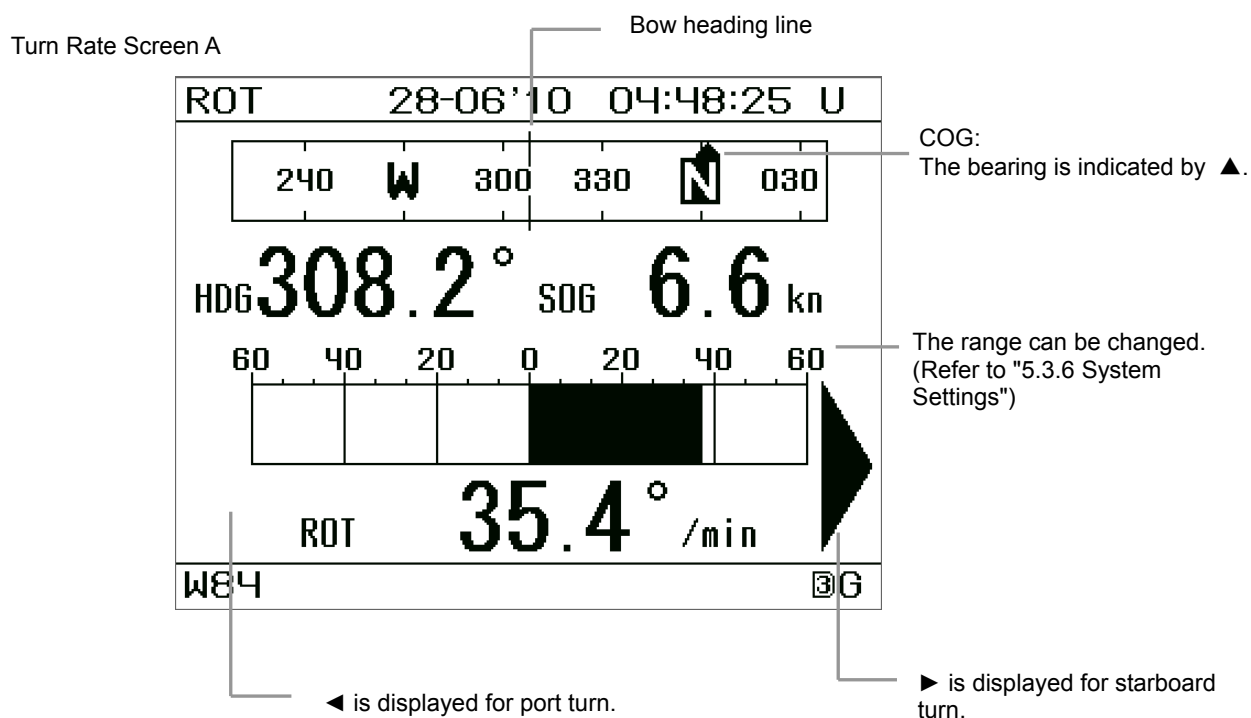 Bow heading line
Turn Rate Screen A
ROT 28-06'10 04:48:25 U
COG:
The bearing is indicated by ▲.
240 W 300 330 N 030
HDG 308.2° SOG 6.6 kn
The range can be changed.
(Refer to "5.3.6 System
Settings")
60 40 20 0 20 40 60
ROT 35.4°/min
W84 3G
◄ is displayed for port turn.
► is displayed for starboard
turn.